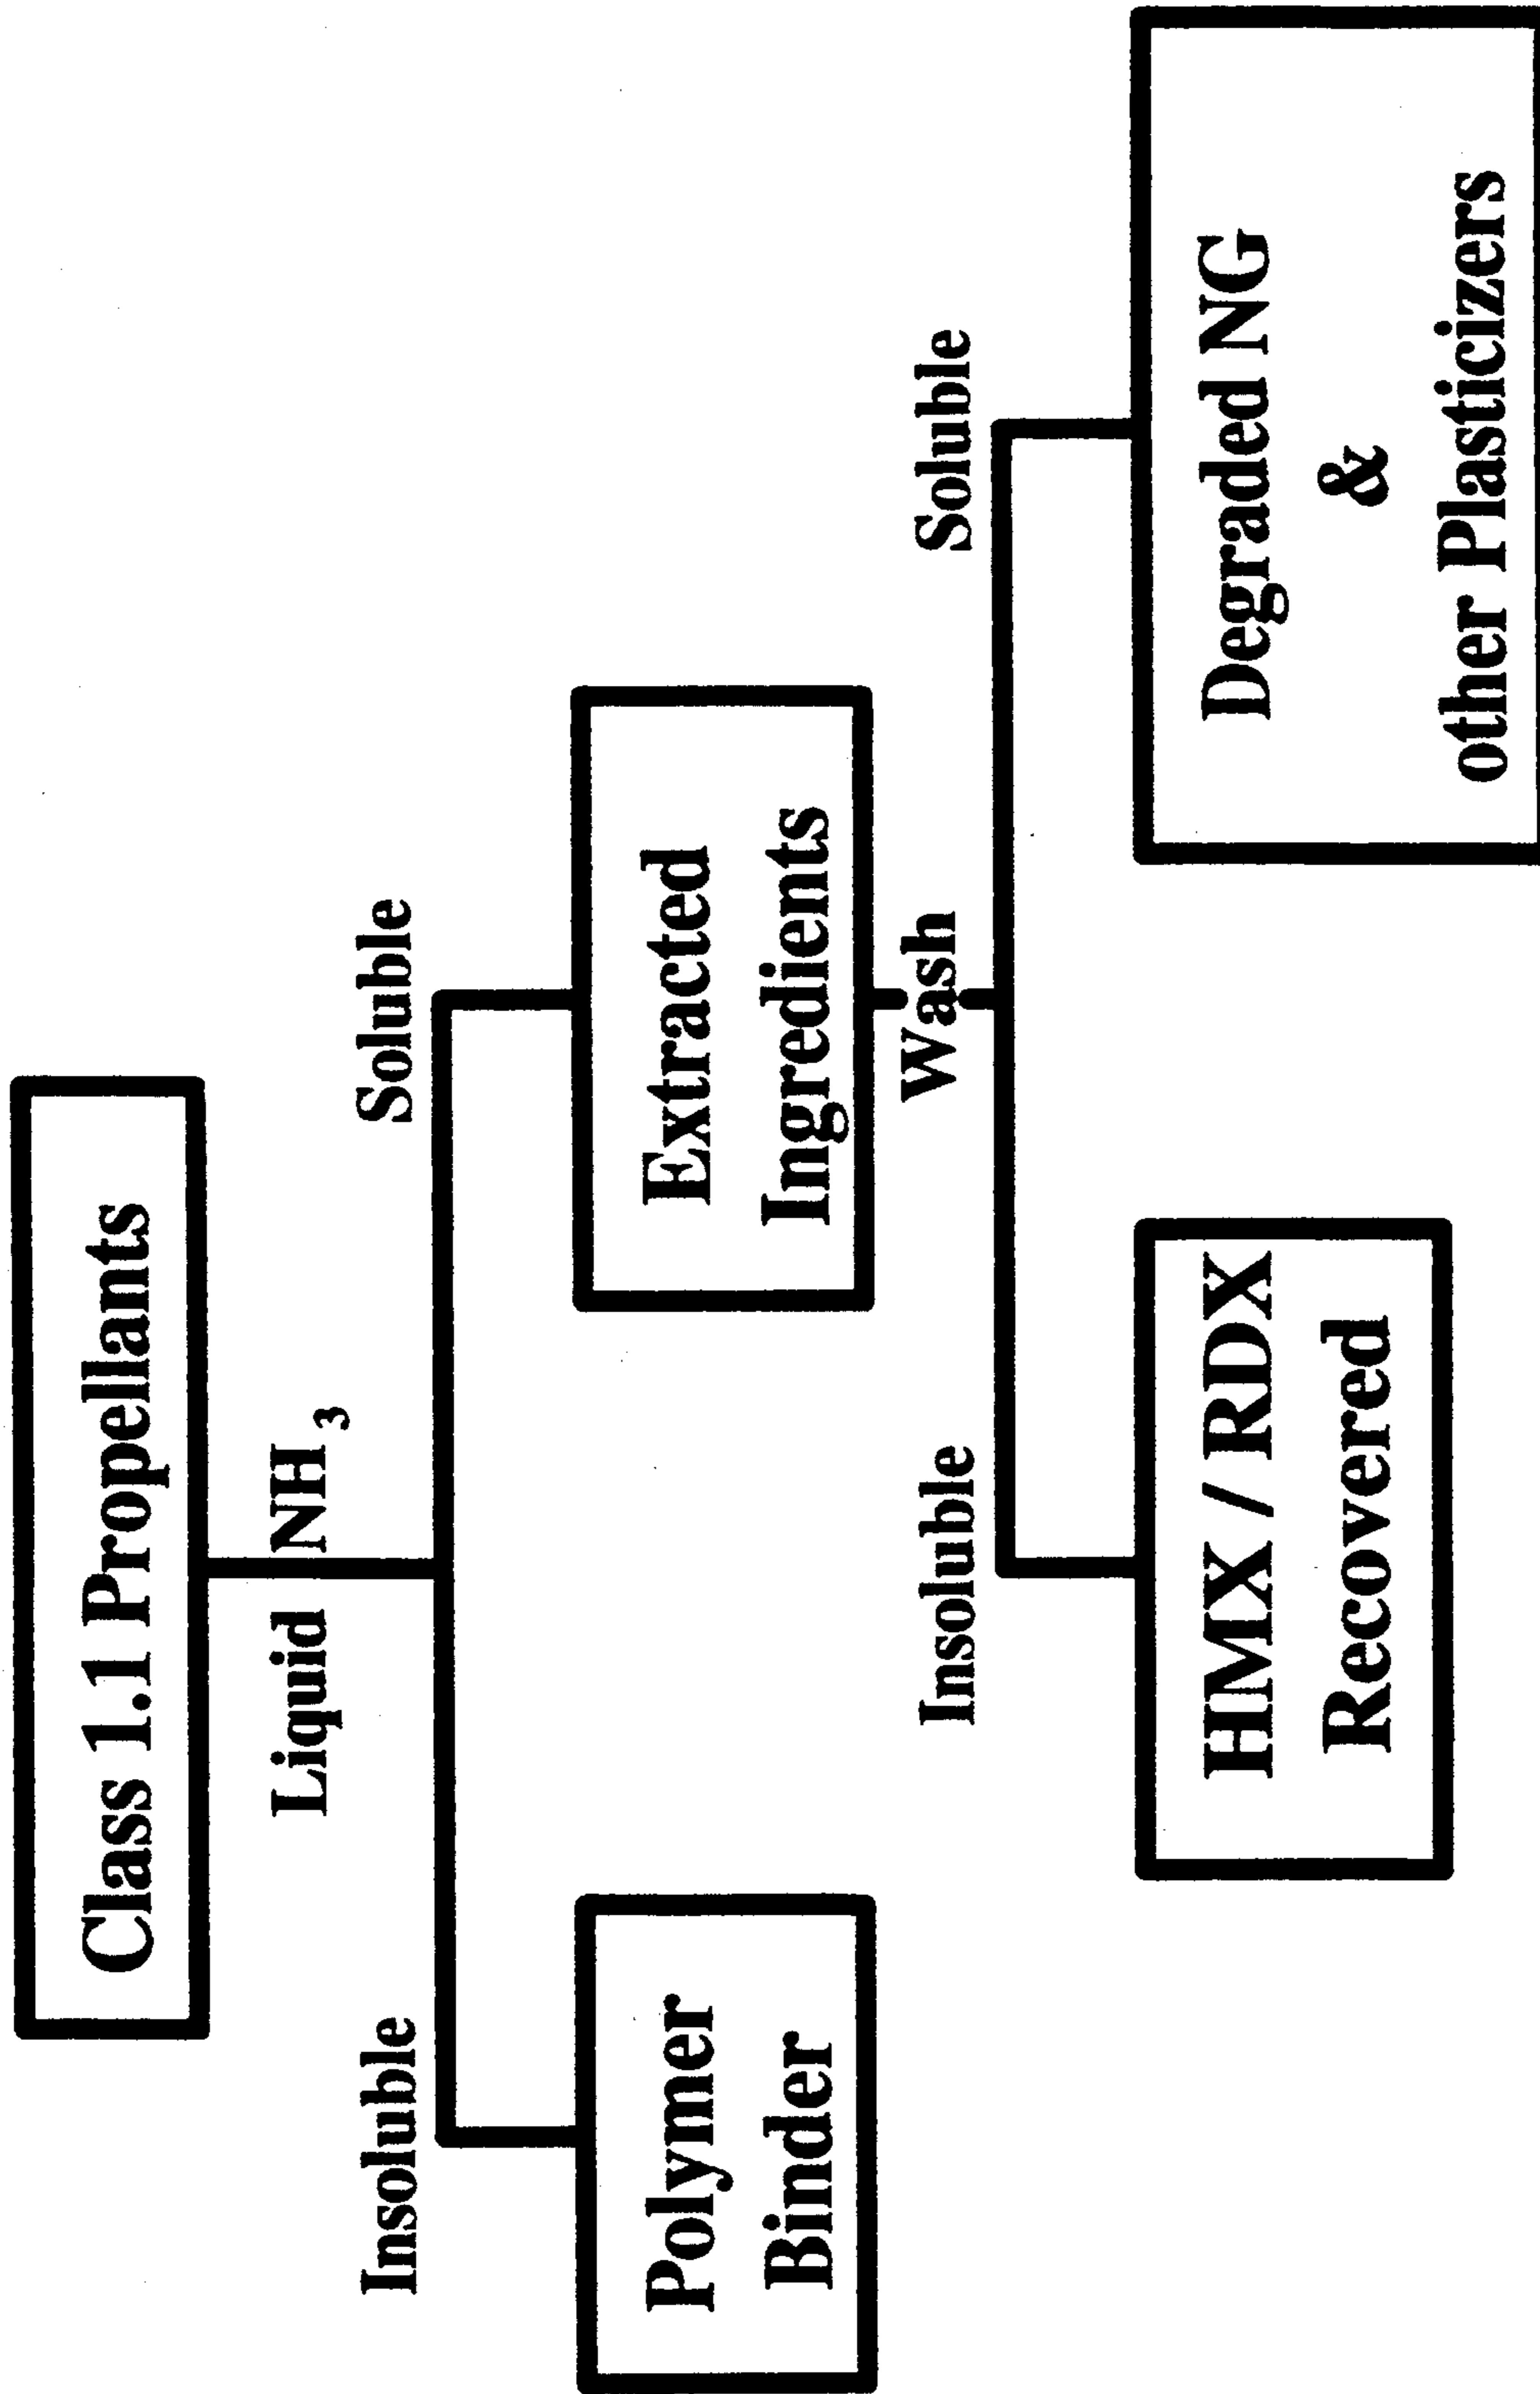 Class 1.1 Propellants
Liquid NH3
Insoluble
Soluble
Polymer
Binder
Extracted
Ingredients
Wash
Insoluble
Soluble
HMX / RDX
Recovered
Degraded NG
&
other Plasticizers